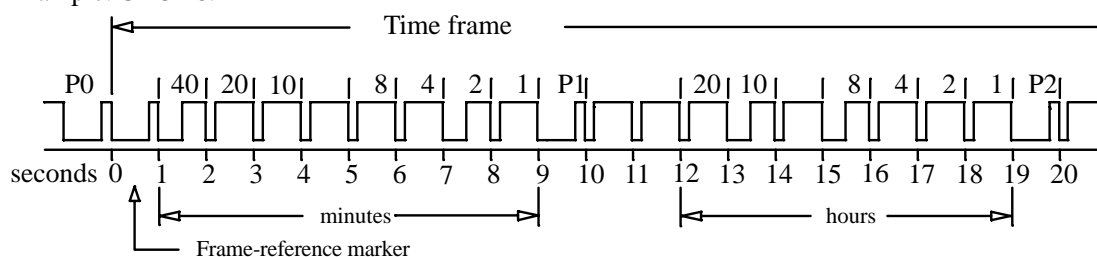 Time frame
P0 40 20 10 8 4 2 1 P1 20 10 8 4 2 1 P2
seconds 0 1 2 3 4 5 6 7 8 9 10 11 12 13 14 15 16 17 18 19 20
minutes hours
Frame-reference marker